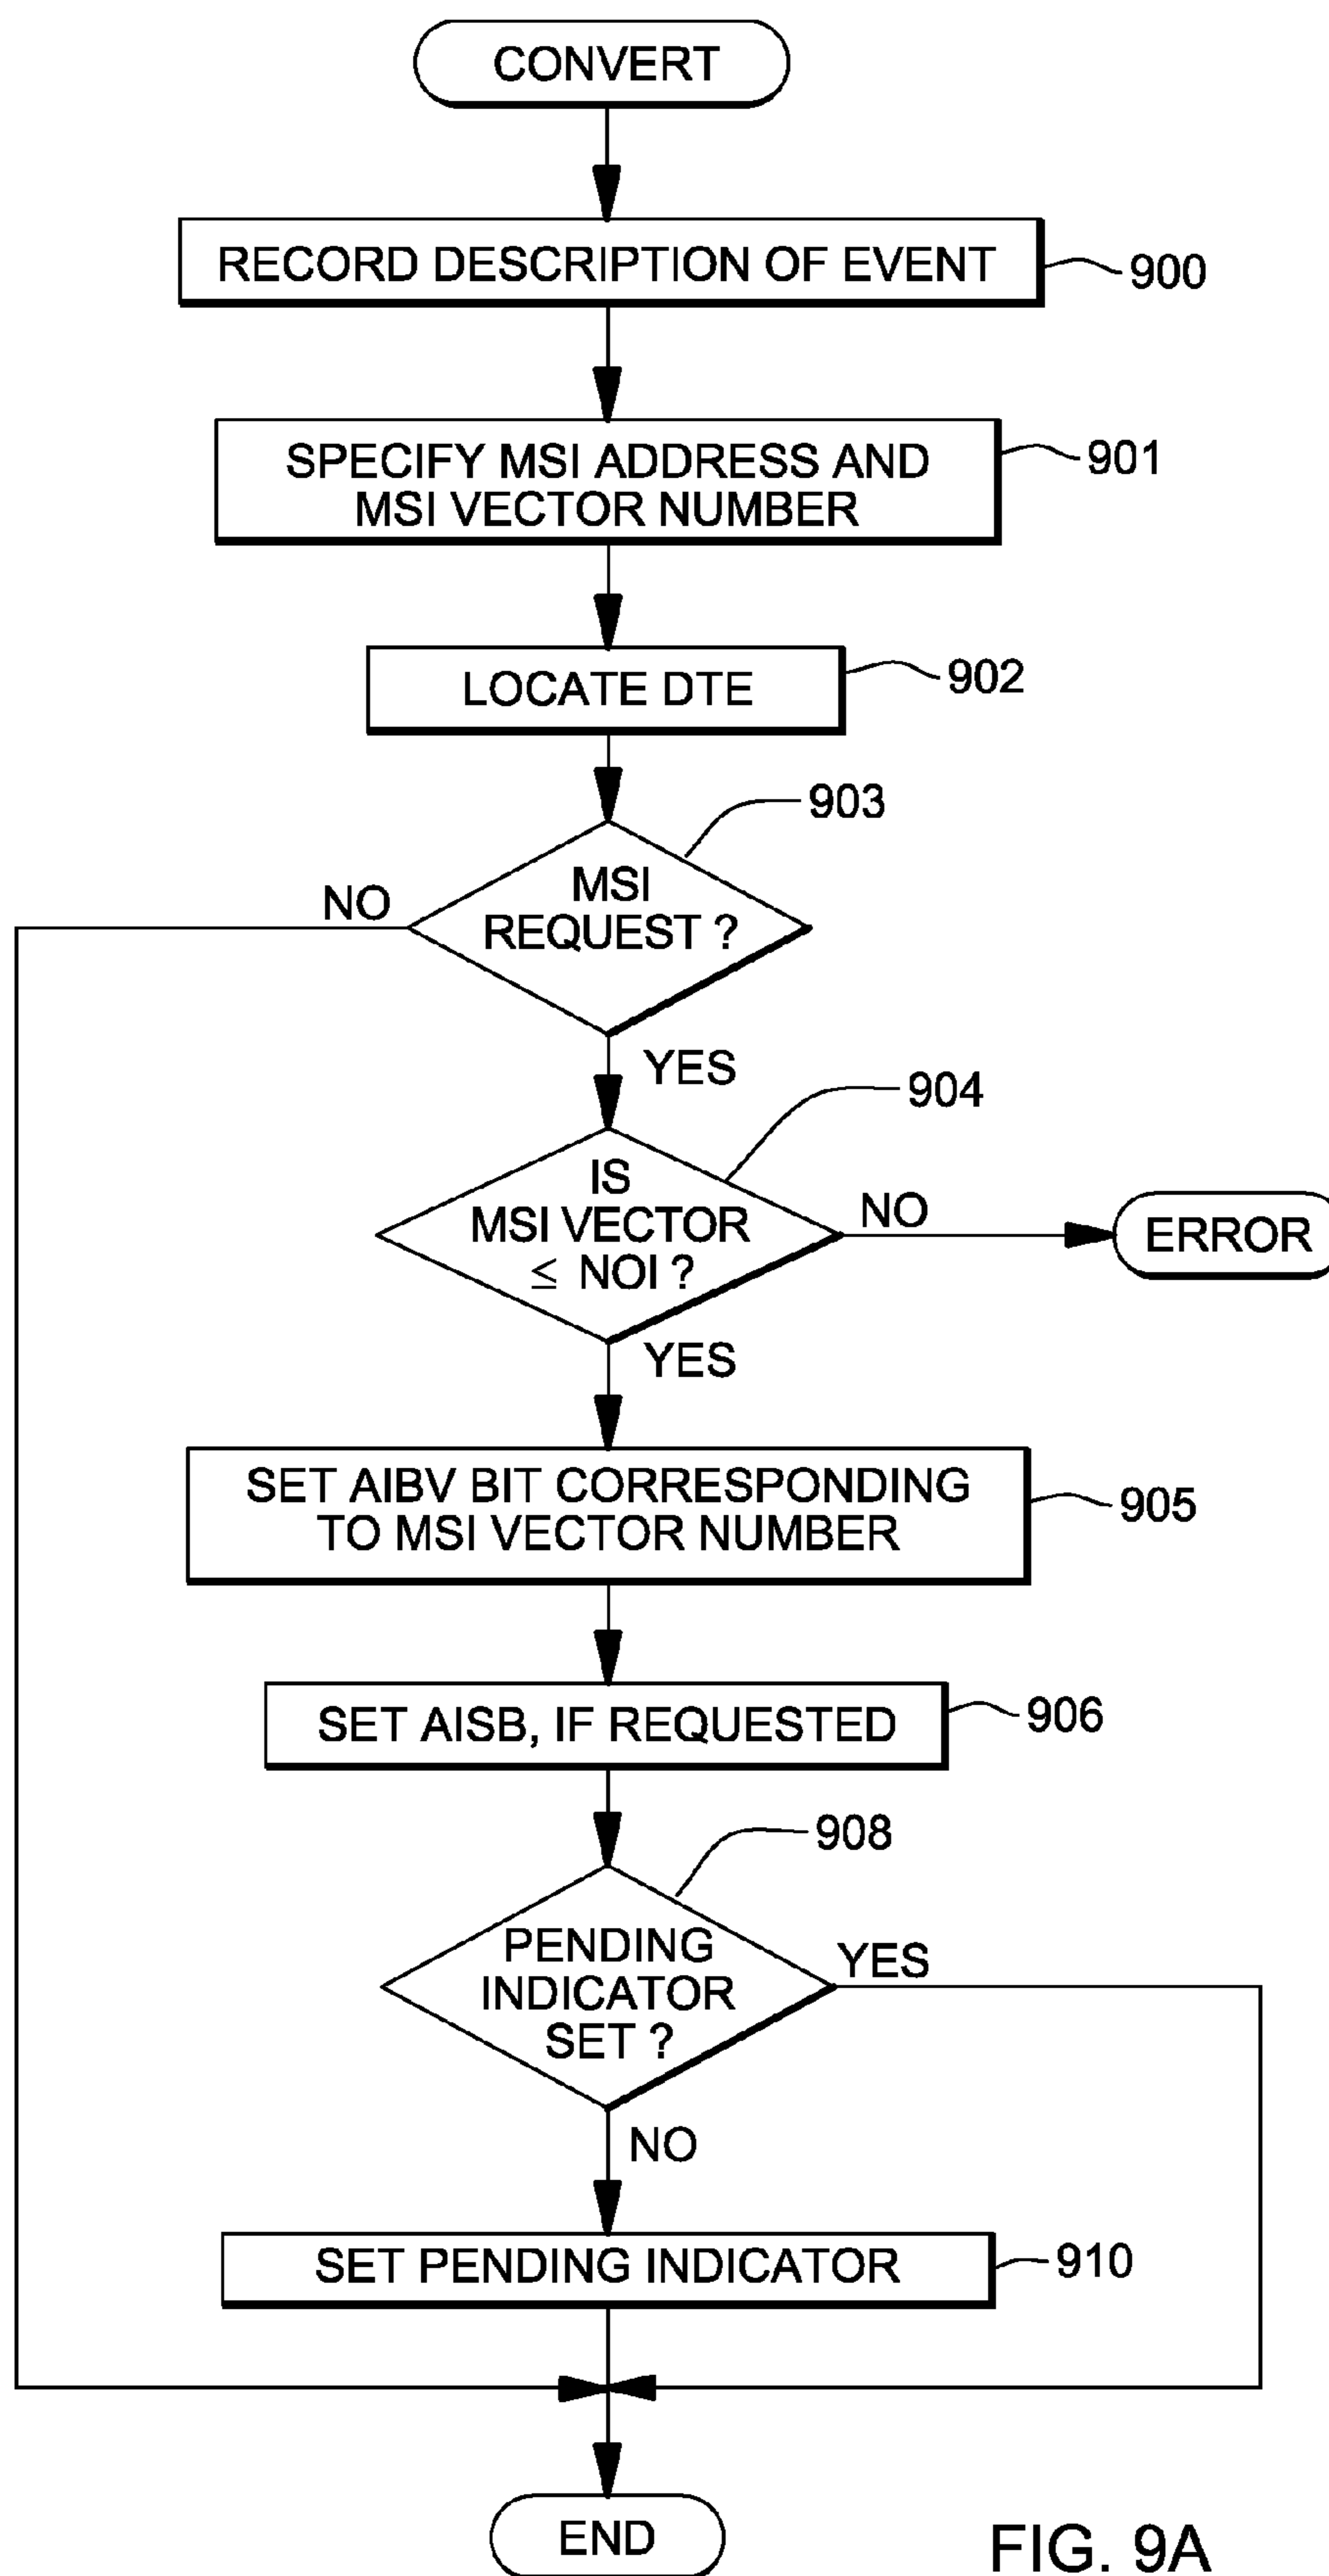 CONVERT
RECORD DESCRIPTION OF EVENT
900
SPECIFY MSI ADDRESS AND
MSI VECTOR NUMBER
901
LOCATE DTE
902
903
MSI
REQUEST ?
NO
YES
904
IS
MSI VECTOR
≤ NOI ?
NO
ERROR
YES
SET AIBV BIT CORRESPONDING
TO MSI VECTOR NUMBER
905
SET AISB, IF REQUESTED
906
908
PENDING
INDICATOR
SET ?
YES
NO
SET PENDING INDICATOR
910
END
FIG. 9A